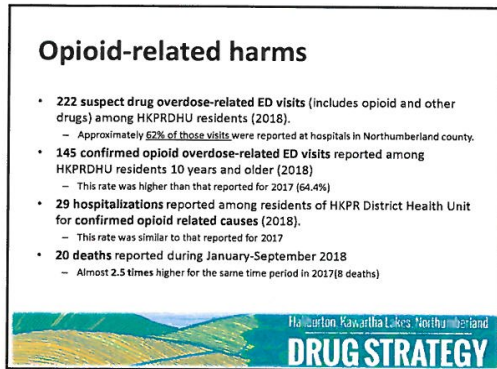 Opioid-related harms
• 222 suspect drug overdose-related ED visits (includes opioid and other
drugs) among HKPRDHU residents (2018).
– Approximately 62% of those visits were reported at hospitals in Northumberland county.
• 145 confirmed opioid overdose-related ED visits reported among
HKPRDHU residents 10 years and older (2018)
– This rate was higher than that reported for 2017 (64.4%)
• 29 hospitalizations reported among residents of HKPR District Health Unit
for confirmed opioid related causes (2018).
– This rate was similar to that reported for 2017
• 20 deaths reported during January-September 2018
– Almost 2.5 times higher for the same time period in 2017(8 deaths)
Haliburton, Kawartha Lakes, Northumberland
DRUG STRATEGY